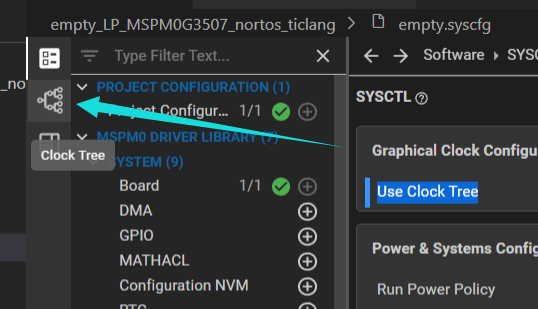 empty_LP_MSPM0G3507_nortos_ticlang > empty.syscfg
Type Filter Text...
Software ▸ SYSC
PROJECT CONFIGURATION (1)
Project Configur... 1/1
SYSCTL
_no
MSPM0 DRIVER LIBRARY (7)
Clock Tree
SYSTEM (9)
Graphical Clock Configu
Board 1/1
Use Clock Tree
DMA
GPIO
Power & Systems Config
MATHACL
Configuration NVM
Run Power Policy